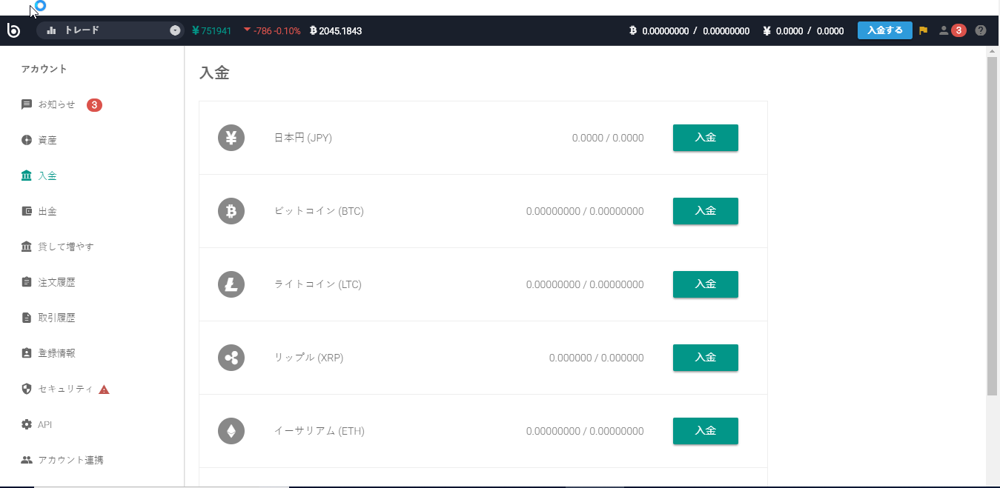 トレード ¥751941 -786 -0.10% 2045.1843 0.00000000 / 0.00000000 ¥ 0.0000 / 0.0000 入金する 3 ?
アカウント
お知らせ 3
資産
入金
出金
貸して増やす
注文履歴
取引履歴
登録情報
セキュリティ
API
アカウント連携
入金
¥ 日本円 (JPY) 0.0000 / 0.0000 入金
ビットコイン (BTC) 0.00000000 / 0.00000000 入金
ライトコイン (LTC) 0.00000000 / 0.00000000 入金
リップル (XRP) 0.000000 / 0.000000 入金
イーサリアム (ETH) 0.00000000 / 0.00000000 入金